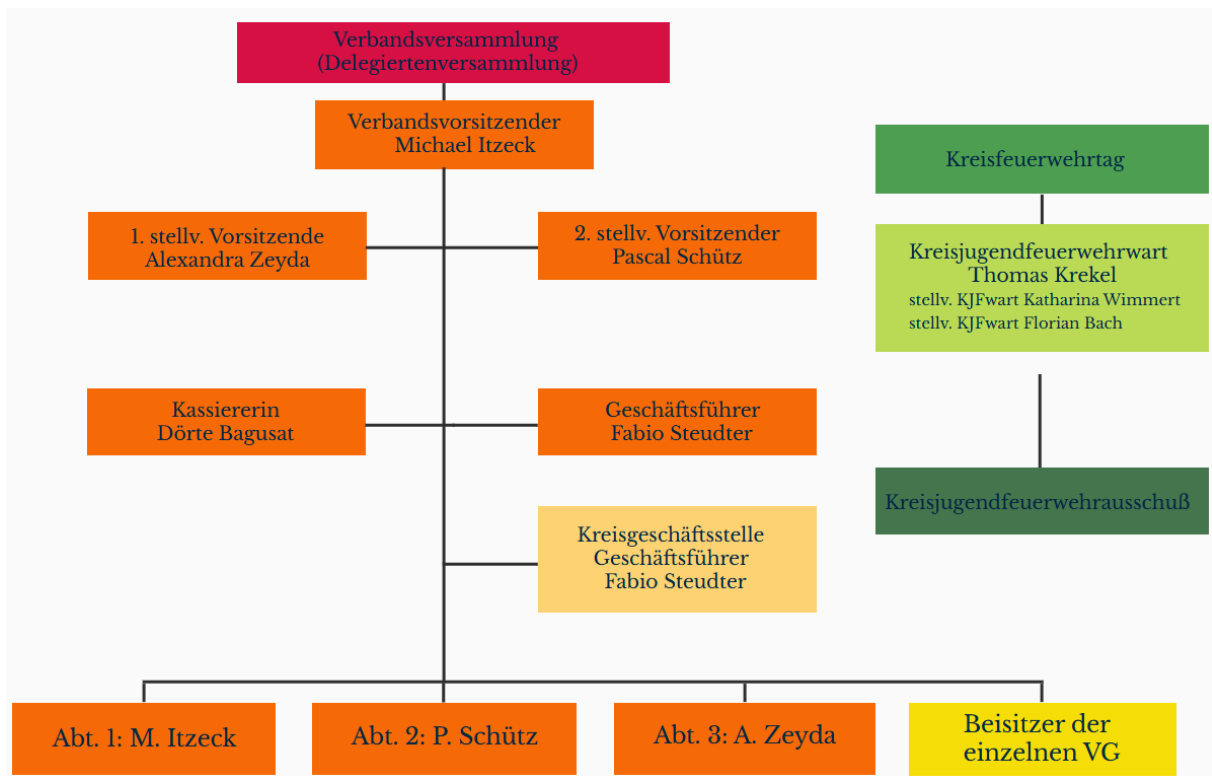 Verbandsversammlung
(Delegiertenversammlung)
Verbandsvorsitzender
Michael Itzeck
Kreisfeuerwehrtag
1. stellv. Vorsitzende
Alexandra Zeyda
2. stellv. Vorsitzender
Pascal Schütz
Kreisjugendfeuerwehrwart
Thomas Krekel
stellv. KJFwart Katharina Wimmert
stellv. KJFwart Florian Bach
Kassiererin
Dörte Bagusat
Geschäftsführer
Fabio Steudter
Kreisjugendfeuerwehrausschuß
Kreisgeschäftsstelle
Geschäftsführer
Fabio Steudter
Abt. 1: M. Itzeck
Abt. 2: P. Schütz
Abt. 3: A. Zeyda
Beisitzer der
einzelnen VG